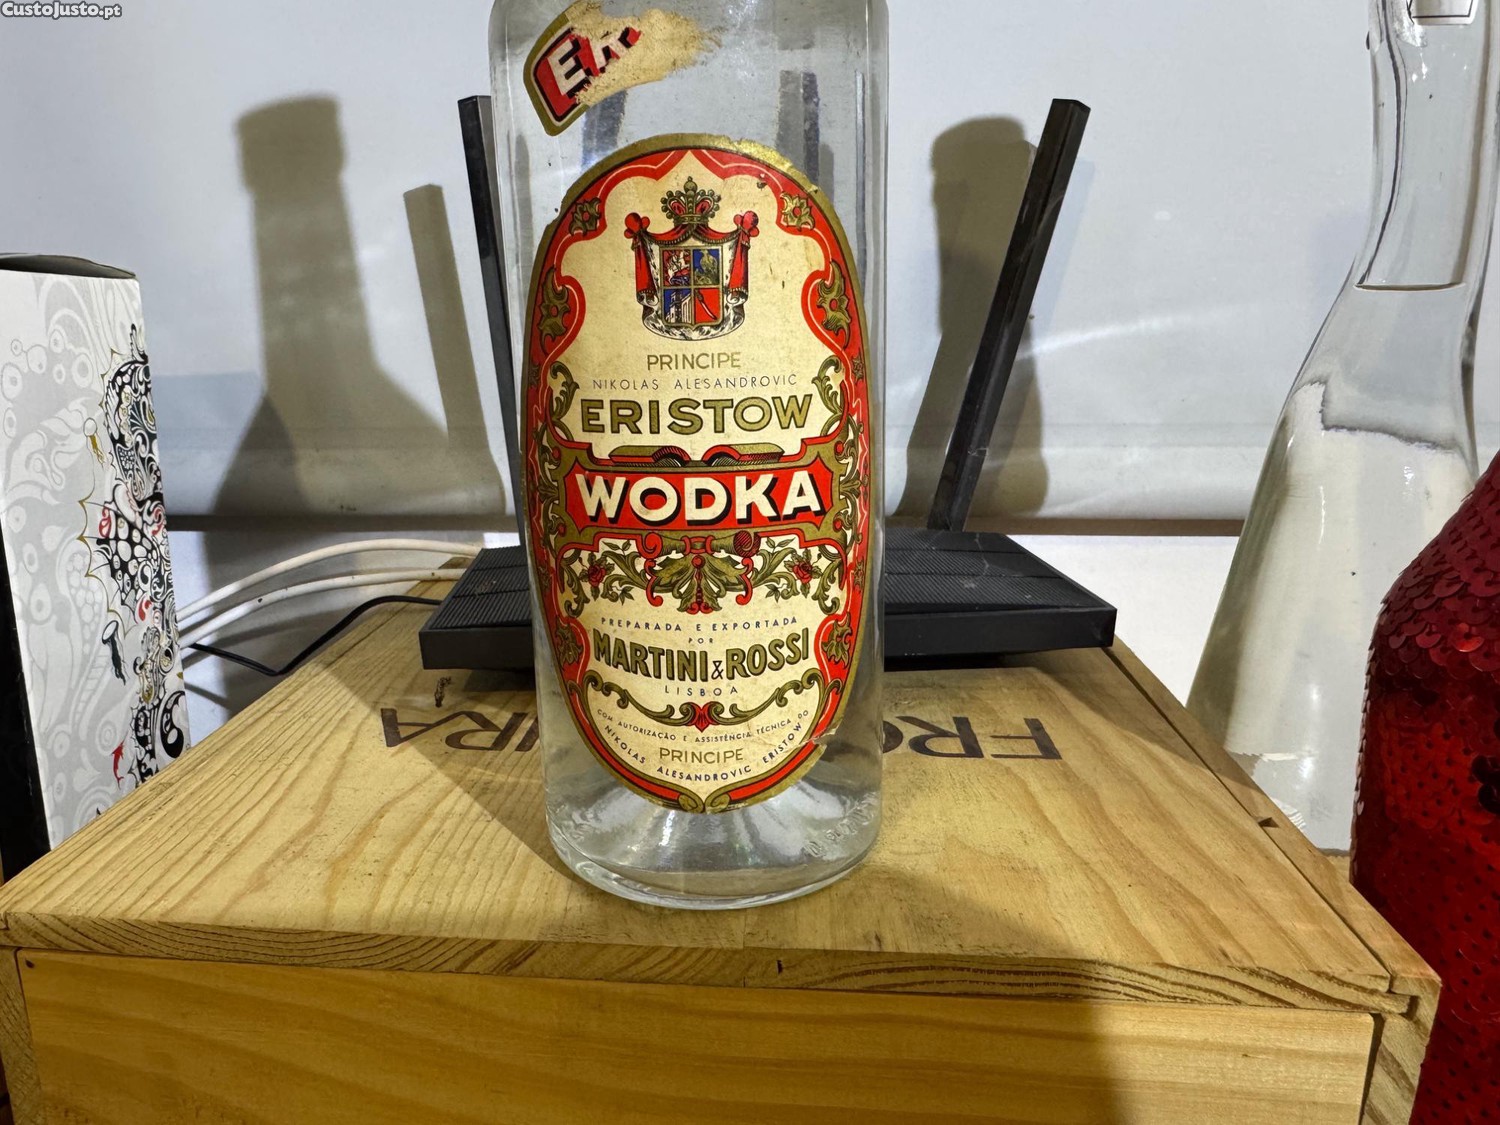 CustoJusto.pt
PRINCIPE
NIKOLAS ALESANDROVIC
ERISTOW
WODKA
PREPARADA E EXPORTADA
POR
MARTINI & ROSSI
LISBOA
COM AUTORIZAÇÃO E ASSISTÊNCIA TÉCNICA DO
PRINCIPE
NIKOLAS ALESANDROVIC ERISTOW